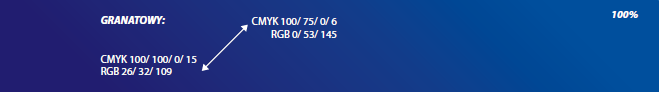 GRANATOWY:
CMYK 100/ 75/ 0/ 6
RGB 0/ 53/ 145
100%
CMYK 100/ 100/ 0/ 15
RGB 26/ 32/ 109